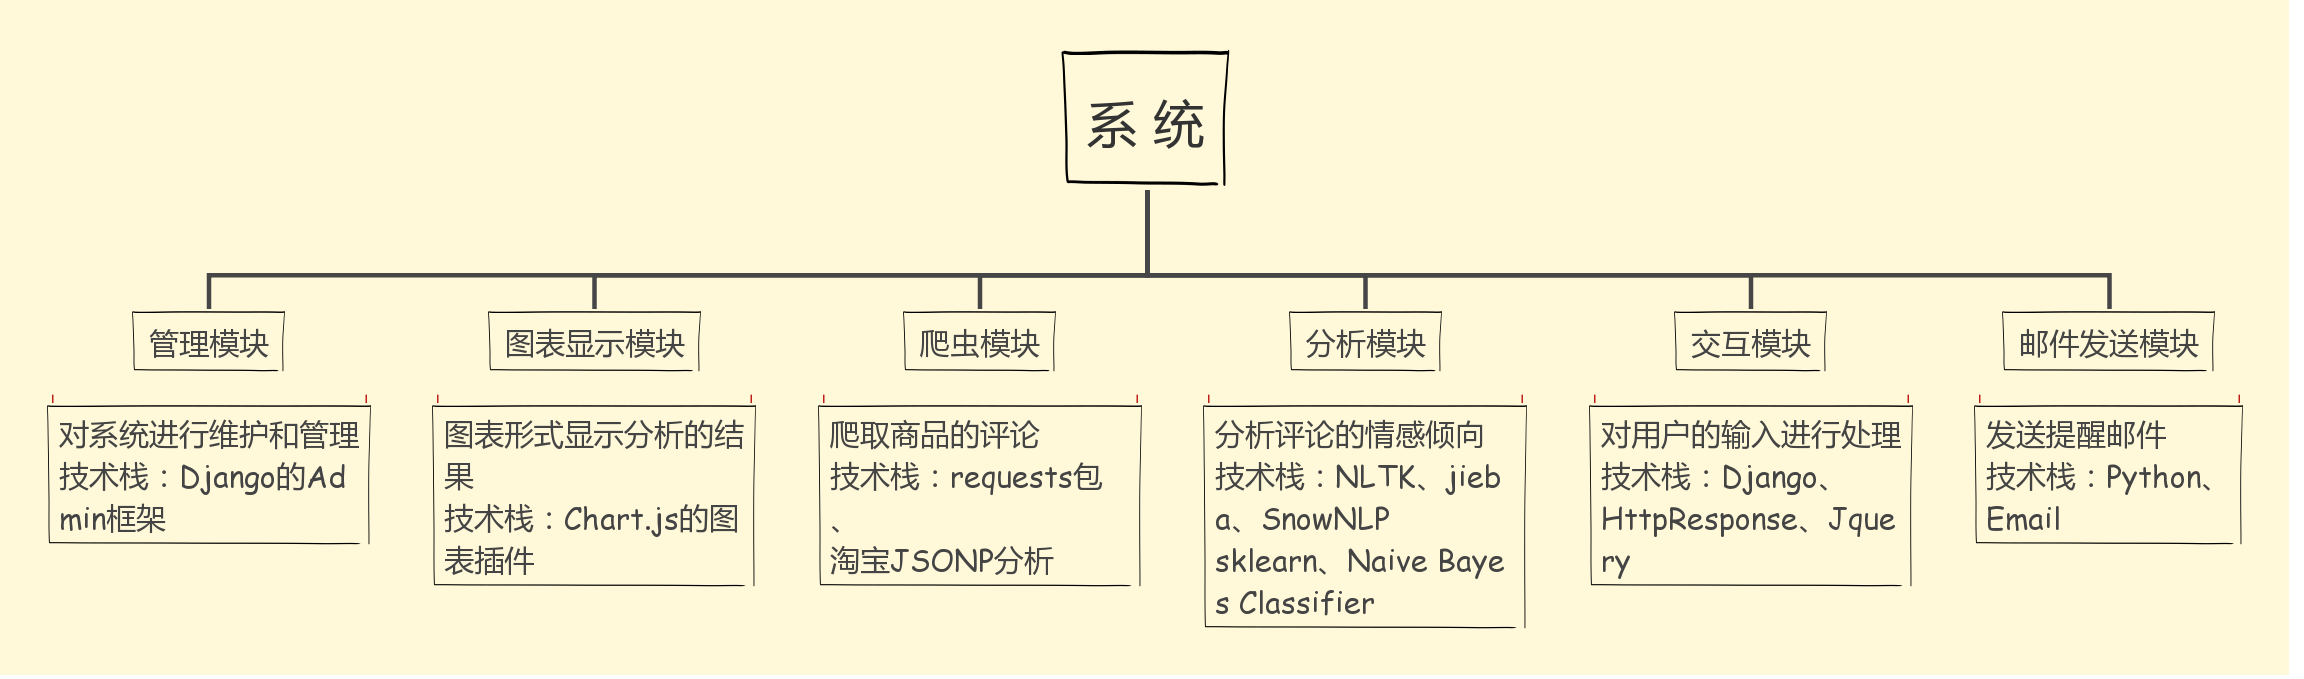 系 统
管理模块
图表显示模块
爬虫模块
分析模块
交互模块
邮件发送模块
对系统进行维护和管理
技术栈：Django的Ad
min框架
图表形式显示分析的结
果
技术栈：Chart.js的图
表插件
爬取商品的评论
技术栈：requests包
、
淘宝JSONP分析
分析评论的情感倾向
技术栈：NLTK、jieb
a、SnowNLP
sklearn、Naive Baye
s Classifier
对用户的输入进行处理
技术栈：Django、
HttpResponse、Jque
ry
发送提醒邮件
技术栈：Python、
Email